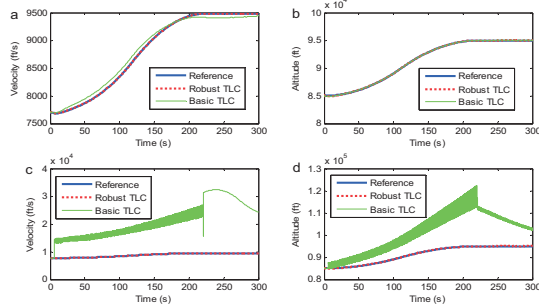 a
9500
9000
8500
8000
7500
Velocity (ft/s)
Reference
Robust TLC
Basic TLC
0 50 100 150 200 250 300
Time (s)
b
9.5
9
8.5
8
Altitude (ft)
Reference
Robust TLC
Basic TLC
0 50 100 150 200 250 300
Time (s)
c
x 10⁴
4
3
2
1
0
Velocity (ft/s)
Reference
Robust TLC
Basic TLC
0 50 100 150 200 250 300
Time (s)
d
x 10⁵
1.3
1.2
1.1
1
0.9
0.8
Altitude (ft)
Reference
Robust TLC
Basic TLC
0 50 100 150 200 250 300
Time (s)